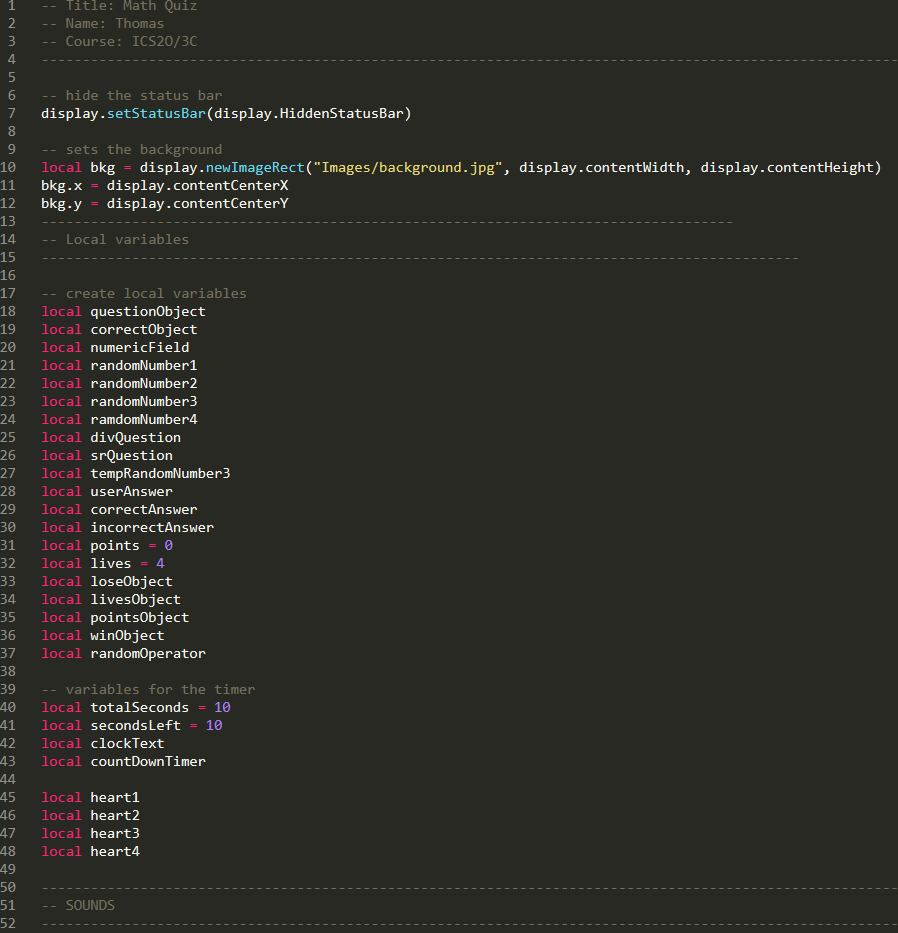 1 -- Title: Math Quiz
2 -- Name: Thomas
3 -- Course: ICS2O/3C
4 --------------------------------------------------------------------------------------------------------
5
6 -- hide the status bar
7 display.setStatusBar(display.HiddenStatusBar)
8
9 -- sets the background
10 local bkg = display.newImageRect("Images/background.jpg", display.contentWidth, display.contentHeight)
11 bkg.x = display.contentCenterX
12 bkg.y = display.contentCenterY
13 ------------------------------------------------------------------------------------
14 -- Local variables
15 --------------------------------------------------------------------------------------------
16
17 -- create local variables
18 local questionObject
19 local correctObject
20 local numericField
21 local randomNumber1
22 local randomNumber2
23 local randomNumber3
24 local ramdomNumber4
25 local divQuestion
26 local srQuestion
27 local tempRandomNumber3
28 local userAnswer
29 local correctAnswer
30 local incorrectAnswer
31 local points = 0
32 local lives = 4
33 local loseObject
34 local livesObject
35 local pointsObject
36 local winObject
37 local randomOperator
38
39 -- variables for the timer
40 local totalSeconds = 10
41 local secondsLeft = 10
42 local clockText
43 local countDownTimer
44
45 local heart1
46 local heart2
47 local heart3
48 local heart4
49
50 --------------------------------------------------------------------------------------------------------
51 -- SOUNDS
52 --------------------------------------------------------------------------------------------------------